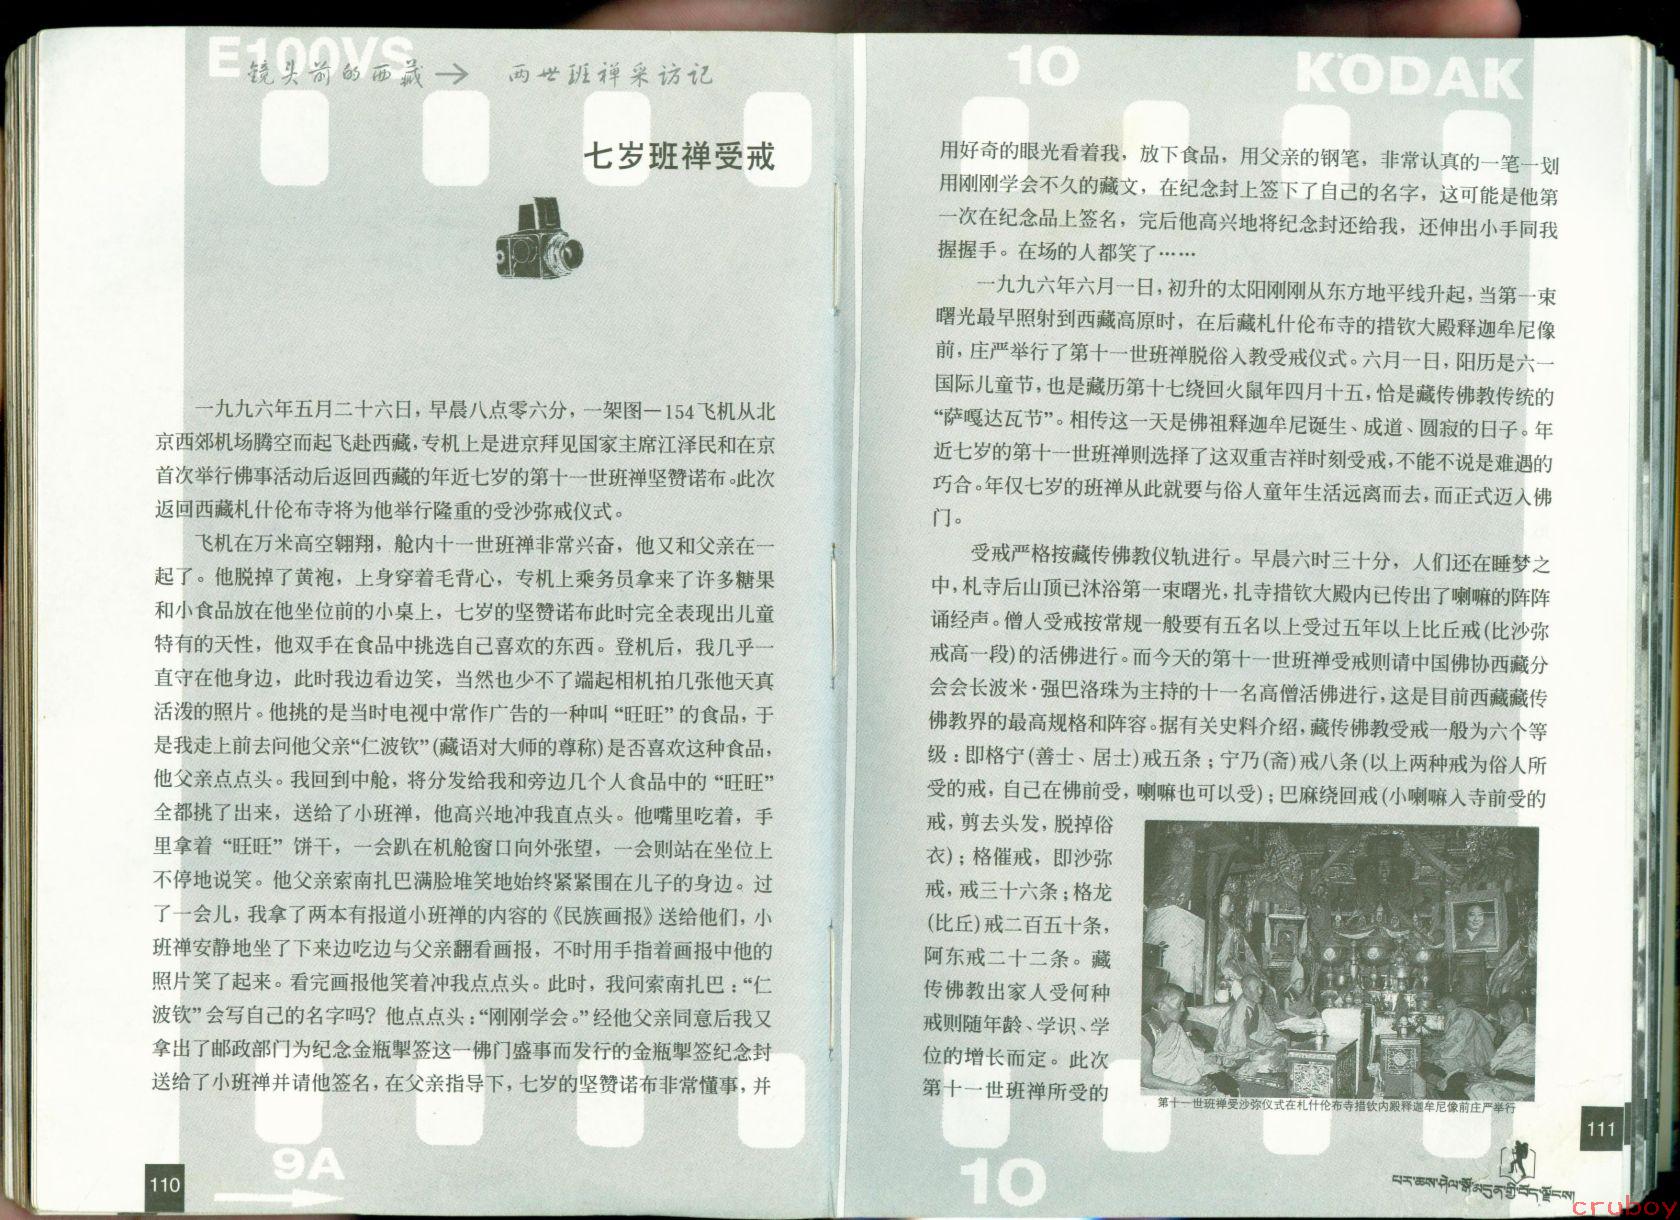 E100VS
镜头前的西藏→ 两世班禅采访记
七岁班禅受戒
一九九六年五月二十六日，早晨八点零六分，一架图－154飞机从北
京西郊机场腾空而起飞赴西藏，专机上是进京拜见国家主席江泽民和在京
首次举行佛事活动后返回西藏的年近七岁的第十一世班禅坚赞诺布。此次
返回西藏札什伦布寺将为他举行隆重的受沙弥戒仪式。
飞机在万米高空翱翔，舱内十一世班禅非常兴奋，他又和父亲在一
起了。他脱掉了黄袍，上身穿着毛背心，专机上乘务员拿来了许多糖果
和小食品放在他坐位前的小桌上，七岁的坚赞诺布此时完全表现出儿童
特有的天性，他双手在食品中挑选自己喜欢的东西。登机后，我几乎一
直守在他身边，此时我边看边笑，当然也少不了端起相机拍几张他天真
活泼的照片。他挑的是当时电视中常作广告的一种叫“旺旺”的食品，于
是我走上前去问他父亲“仁波钦”(藏语对大师的尊称)是否喜欢这种食品，
他父亲点点头。我回到中舱，将分发给我和旁边几个人食品中的“旺旺”
全都挑了出来，送给了小班禅，他高兴地冲我直点头。他嘴里吃着，手
里拿着“旺旺”饼干，一会趴在机舱窗口向外张望，一会则站在坐位上
不停地说笑。他父亲索南扎巴满脸堆笑地始终紧紧围在儿子的身边。过
了一会儿，我拿了两本有报道小班禅的内容的《民族画报》送给他们，小
班禅安静地坐了下来边吃边与父亲翻看画报，不时用手指着画报中他的
照片笑了起来。看完画报他笑着冲我点点头。此时，我问索南扎巴：“仁
波钦”会写自己的名字吗？他点点头：“刚刚学会。”经他父亲同意后我又
拿出了邮政部门为纪念金瓶掣签这一佛门盛事而发行的金瓶掣签纪念封
送给了小班禅并请他签名，在父亲指导下，七岁的坚赞诺布非常懂事，并
9A
110
10
KODAK
用好奇的眼光看着我，放下食品，用父亲的钢笔，非常认真的一笔一划
用刚刚学会不久的藏文，在纪念封上签下了自己的名字，这可能是他第
一次在纪念品上签名，完后他高兴地将纪念封还给我，还伸出小手同我
握握手。在场的人都笑了……
一九九六年六月一日，初升的太阳刚刚从东方地平线升起，当第一束
曙光最早照射到西藏高原时，在后藏札什伦布寺的措钦大殿释迦牟尼像
前，庄严举行了第十一世班禅脱俗入教受戒仪式。六月一日，阳历是六一
国际儿童节，也是藏历第十七绕回火鼠年四月十五，恰是藏传佛教传统的
“萨嘎达瓦节”。相传这一天是佛祖释迦牟尼诞生、成道、圆寂的日子。年
近七岁的第十一世班禅则选择了这双重吉祥时刻受戒，不能不说是难遇的
巧合。年仅七岁的班禅从此就要与俗人童年生活远离而去，而正式迈入佛
门。
受戒严格按藏传佛教仪轨进行。早晨六时三十分，人们还在睡梦之
中，札寺后山顶已沐浴第一束曙光，扎寺措钦大殿内已传出了喇嘛的阵阵
诵经声。僧人受戒按常规一般要有五名以上受过五年以上比丘戒(比沙弥
戒高一段)的活佛进行。而今天的第十一世班禅受戒则请中国佛协西藏分
会会长波米·强巴洛珠为主持的十一名高僧活佛进行，这是目前西藏藏传
佛教界的最高规格和阵容。据有关史料介绍，藏传佛教受戒一般为六个等
级：即格宁(善士、居士)戒五条；宁乃(斋)戒八条(以上两种戒为俗人所
受的戒，自己在佛前受，喇嘛也可以受)；巴麻绕回戒(小喇嘛入寺前受的
戒，剪去头发，脱掉俗
衣)；格催戒，即沙弥
戒，戒三十六条；格龙
(比丘)戒二百五十条，
阿东戒二十二条。藏
传佛教出家人受何种
戒则随年龄、学识、学
位的增长而定。此次
第十一世班禅所受的
第十一世班禅受沙弥仪式在札什伦布寺措钦内殿释迦牟尼像前庄严举行
10
111
པར་ཆས་ཤེལ་སྒོ་མདུན་གྱི་བོད་ལྗོངས།
cruboy